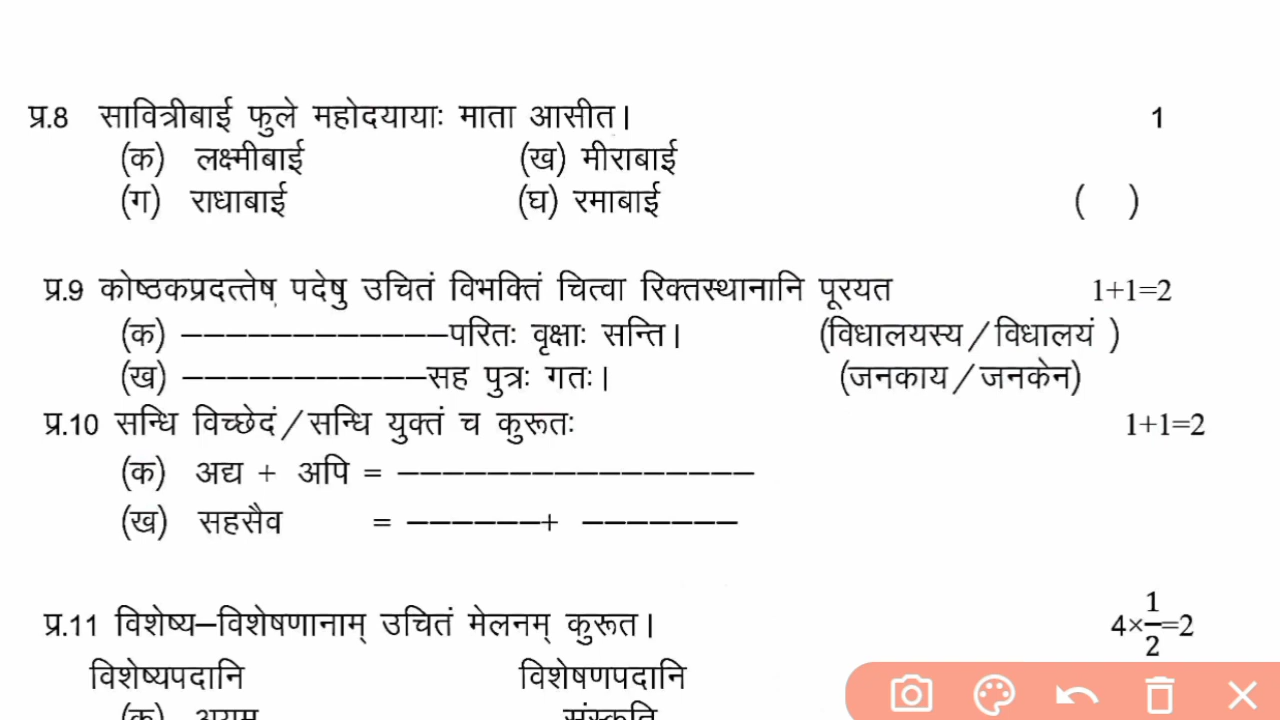 प्र.8 सावित्रीबाई फुले महोदयायाः माता आसीत। 1
(क) लक्ष्मीबाई (ख) मीराबाई
(ग) राधाबाई (घ) रमाबाई ( )
प्र.9 कोष्ठकप्रदत्तेष् पदेषु उचितं विभक्तिं चित्वा रिक्तस्थानानि पूरयत 1+1=2
(क) ————————————परितः वृक्षाः सन्ति। (विधालयस्य/विधालयं )
(ख) ———————————सह पुत्रः गतः। (जनकाय/जनकेन)
प्र.10 सन्धि विच्छेदं/सन्धि युक्तं च कुरूतः 1+1=2
(क) अद्य + अपि = ————————————————
(ख) सहसैव = ——————+ ———————
प्र.11 विशेष्य—विशेषणानाम् उचितं मेलनम् कुरूत। 4×1/2=2
विशेष्यपदानि विशेषणपदानि
(क) अयम् संस्कृति